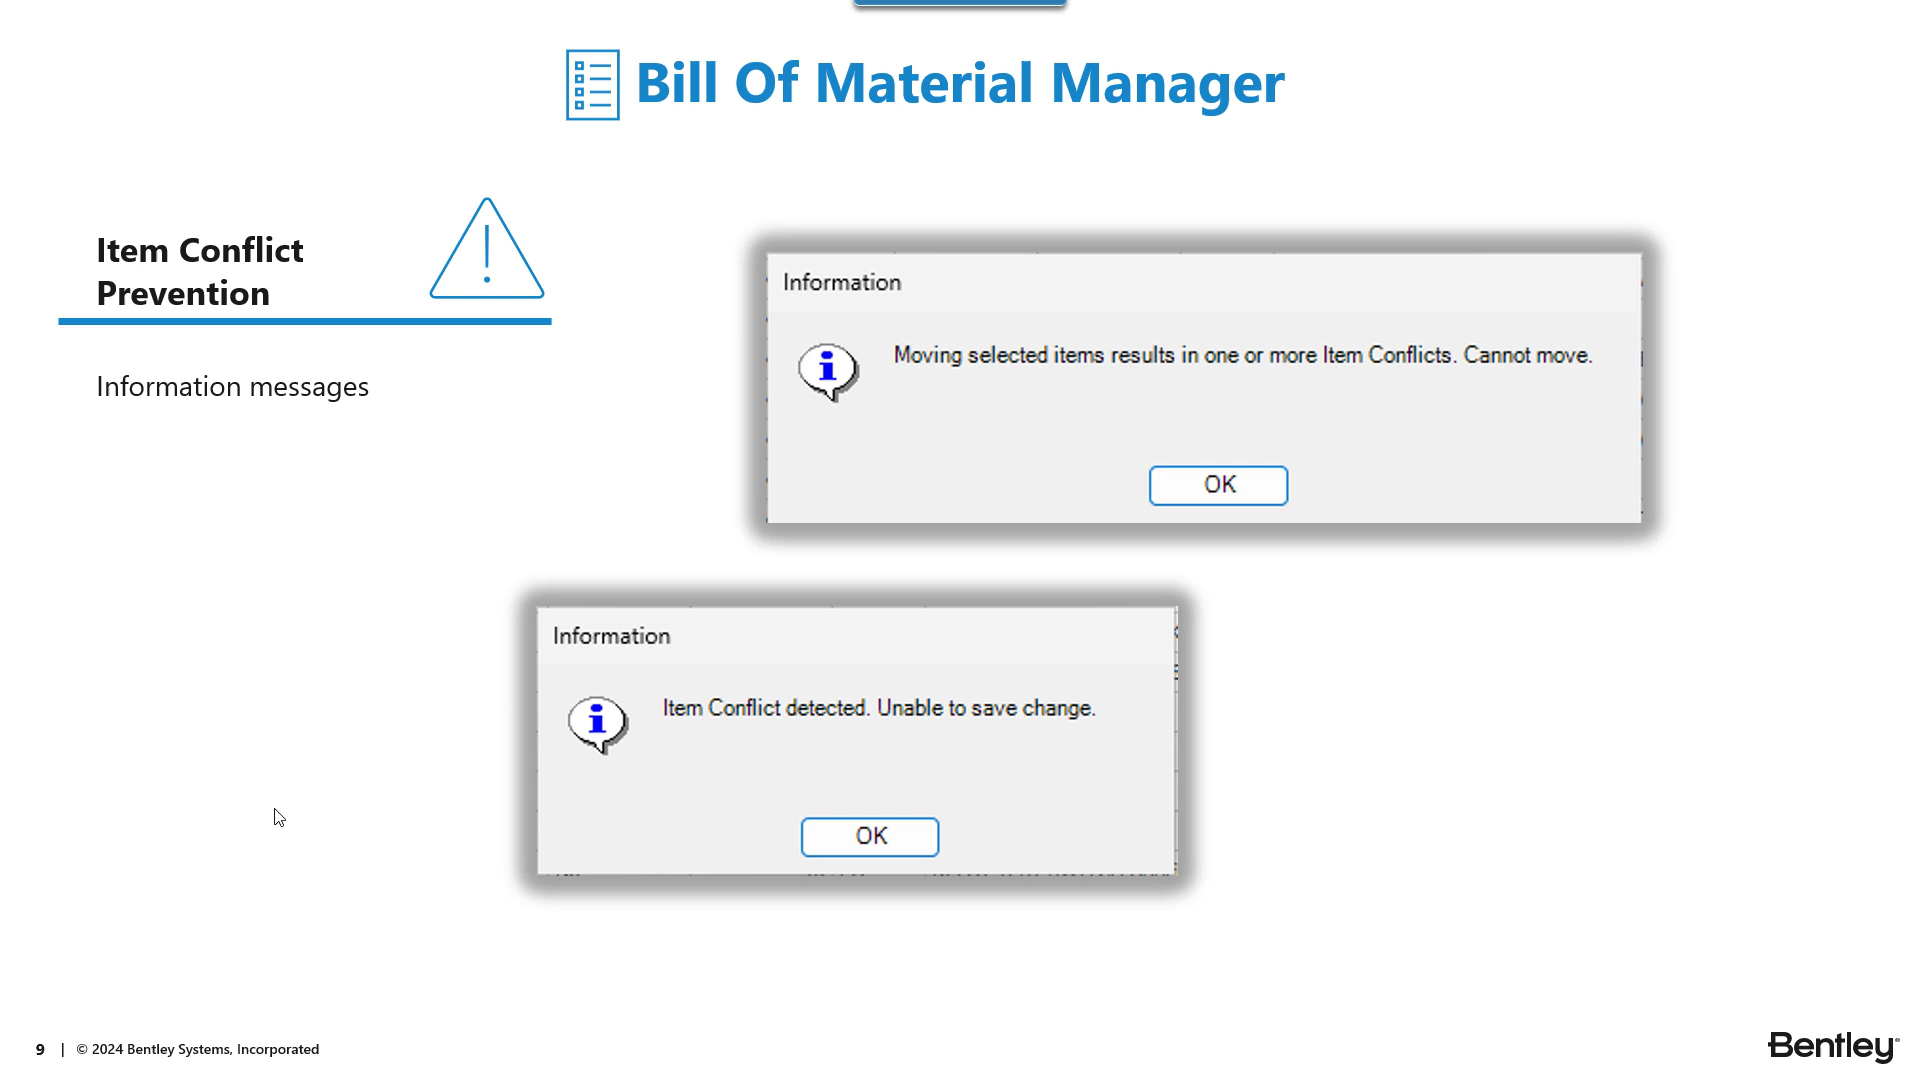 Bill Of Material Manager
Item Conflict
Prevention
Information messages
Information
Moving selected items results in one or more Item Conflicts. Cannot move.
OK
Information
Item Conflict detected. Unable to save change.
OK
9 | © 2024 Bentley Systems, Incorporated
Bentley®